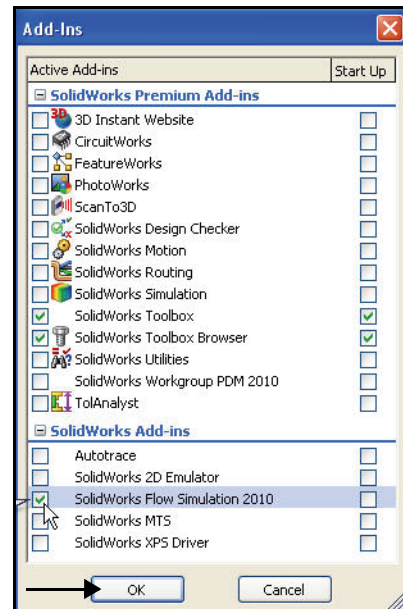 Add-Ins
Active Add-ins Start Up
SolidWorks Premium Add-ins
3D Instant Website
CircuitWorks
FeatureWorks
PhotoWorks
ScanTo3D
SolidWorks Design Checker
SolidWorks Motion
SolidWorks Routing
SolidWorks Simulation
SolidWorks Toolbox
SolidWorks Toolbox Browser
SolidWorks Utilities
SolidWorks Workgroup PDM 2010
TolAnalyst
SolidWorks Add-ins
Autotrace
SolidWorks 2D Emulator
SolidWorks Flow Simulation 2010
SolidWorks MTS
SolidWorks XPS Driver
OK Cancel